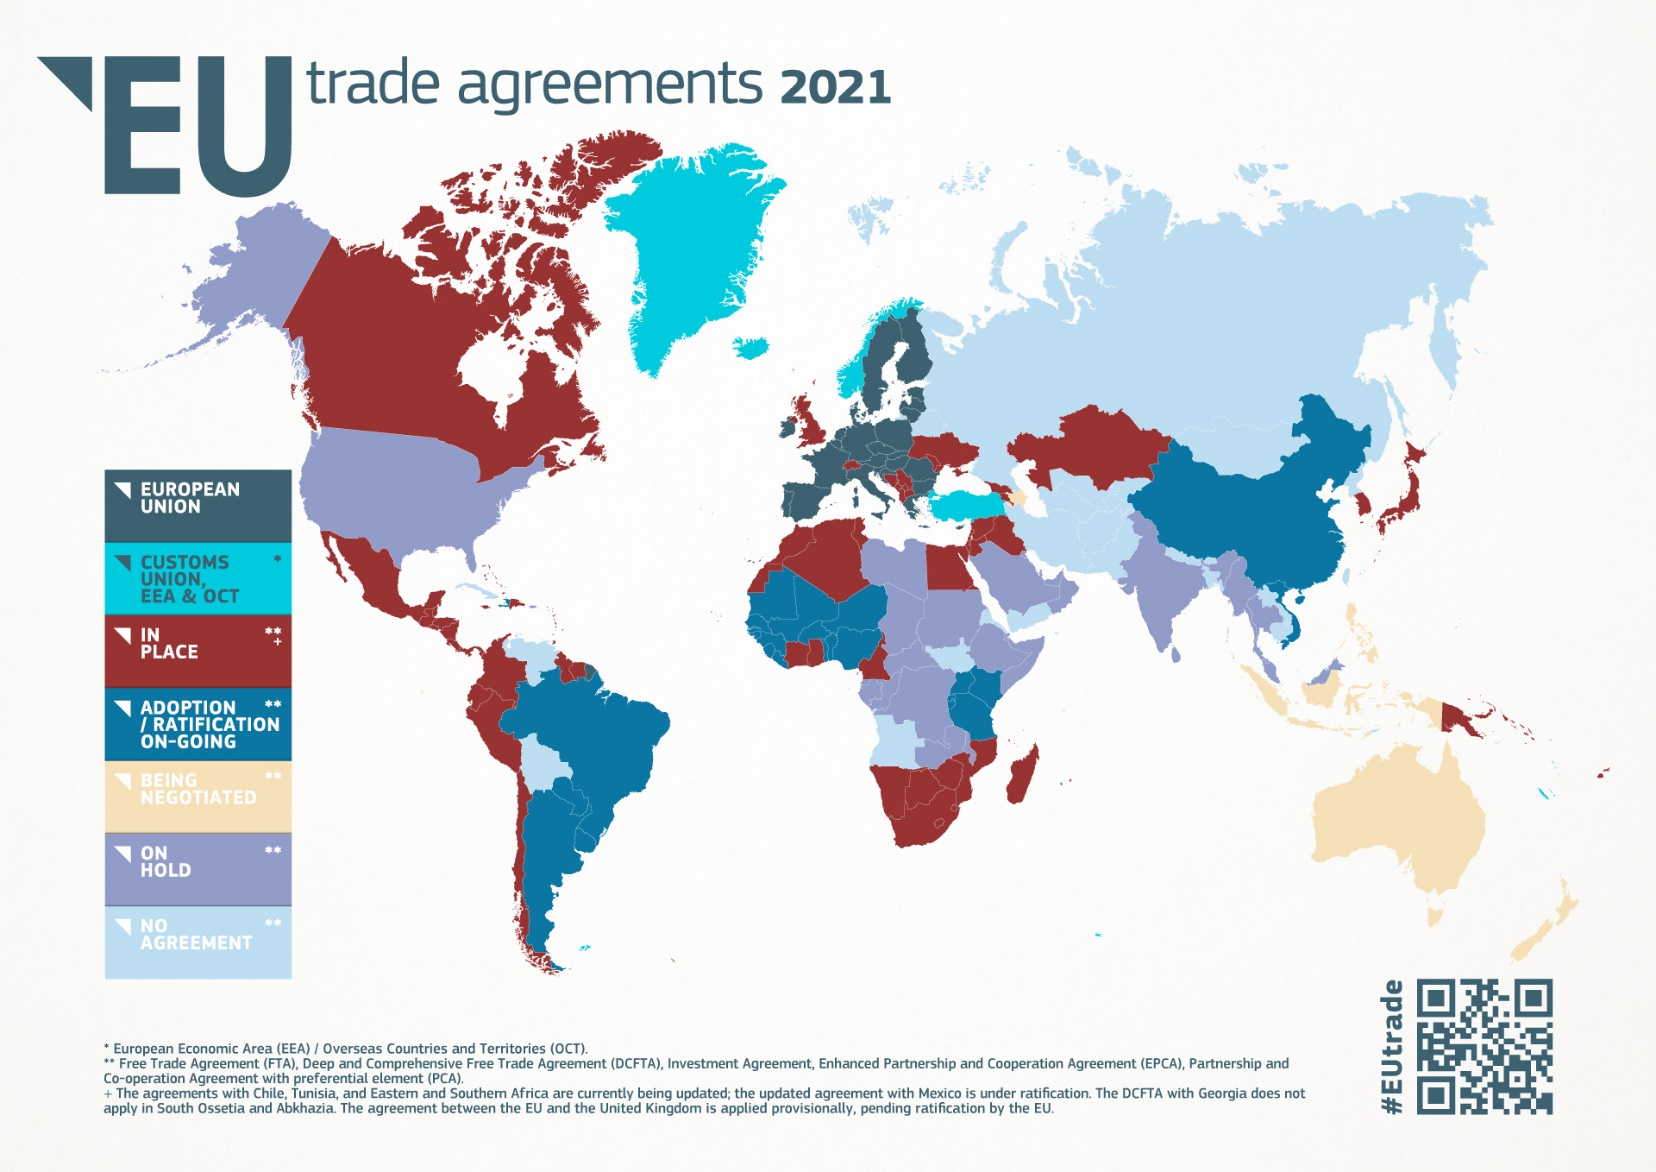 EU trade agreements 2021
EUROPEAN
UNION
CUSTOMS *
UNION,
EEA & OCT
IN **
PLACE +
ADOPTION **
/ RATIFICATION
ON-GOING
BEING **
NEGOTIATED
ON **
HOLD
NO **
AGREEMENT
#EUtrade
* European Economic Area (EEA) / Overseas Countries and Territories (OCT).
** Free Trade Agreement (FTA), Deep and Comprehensive Free Trade Agreement (DCFTA), Investment Agreement, Enhanced Partnership and Cooperation Agreement (EPCA), Partnership and
Co-operation Agreement with preferential element (PCA).
+ The agreements with Chile, Tunisia, and Eastern and Southern Africa are currently being updated; the updated agreement with Mexico is under ratification. The DCFTA with Georgia does not
apply in South Ossetia and Abkhazia. The agreement between the EU and the United Kingdom is applied provisionally, pending ratification by the EU.